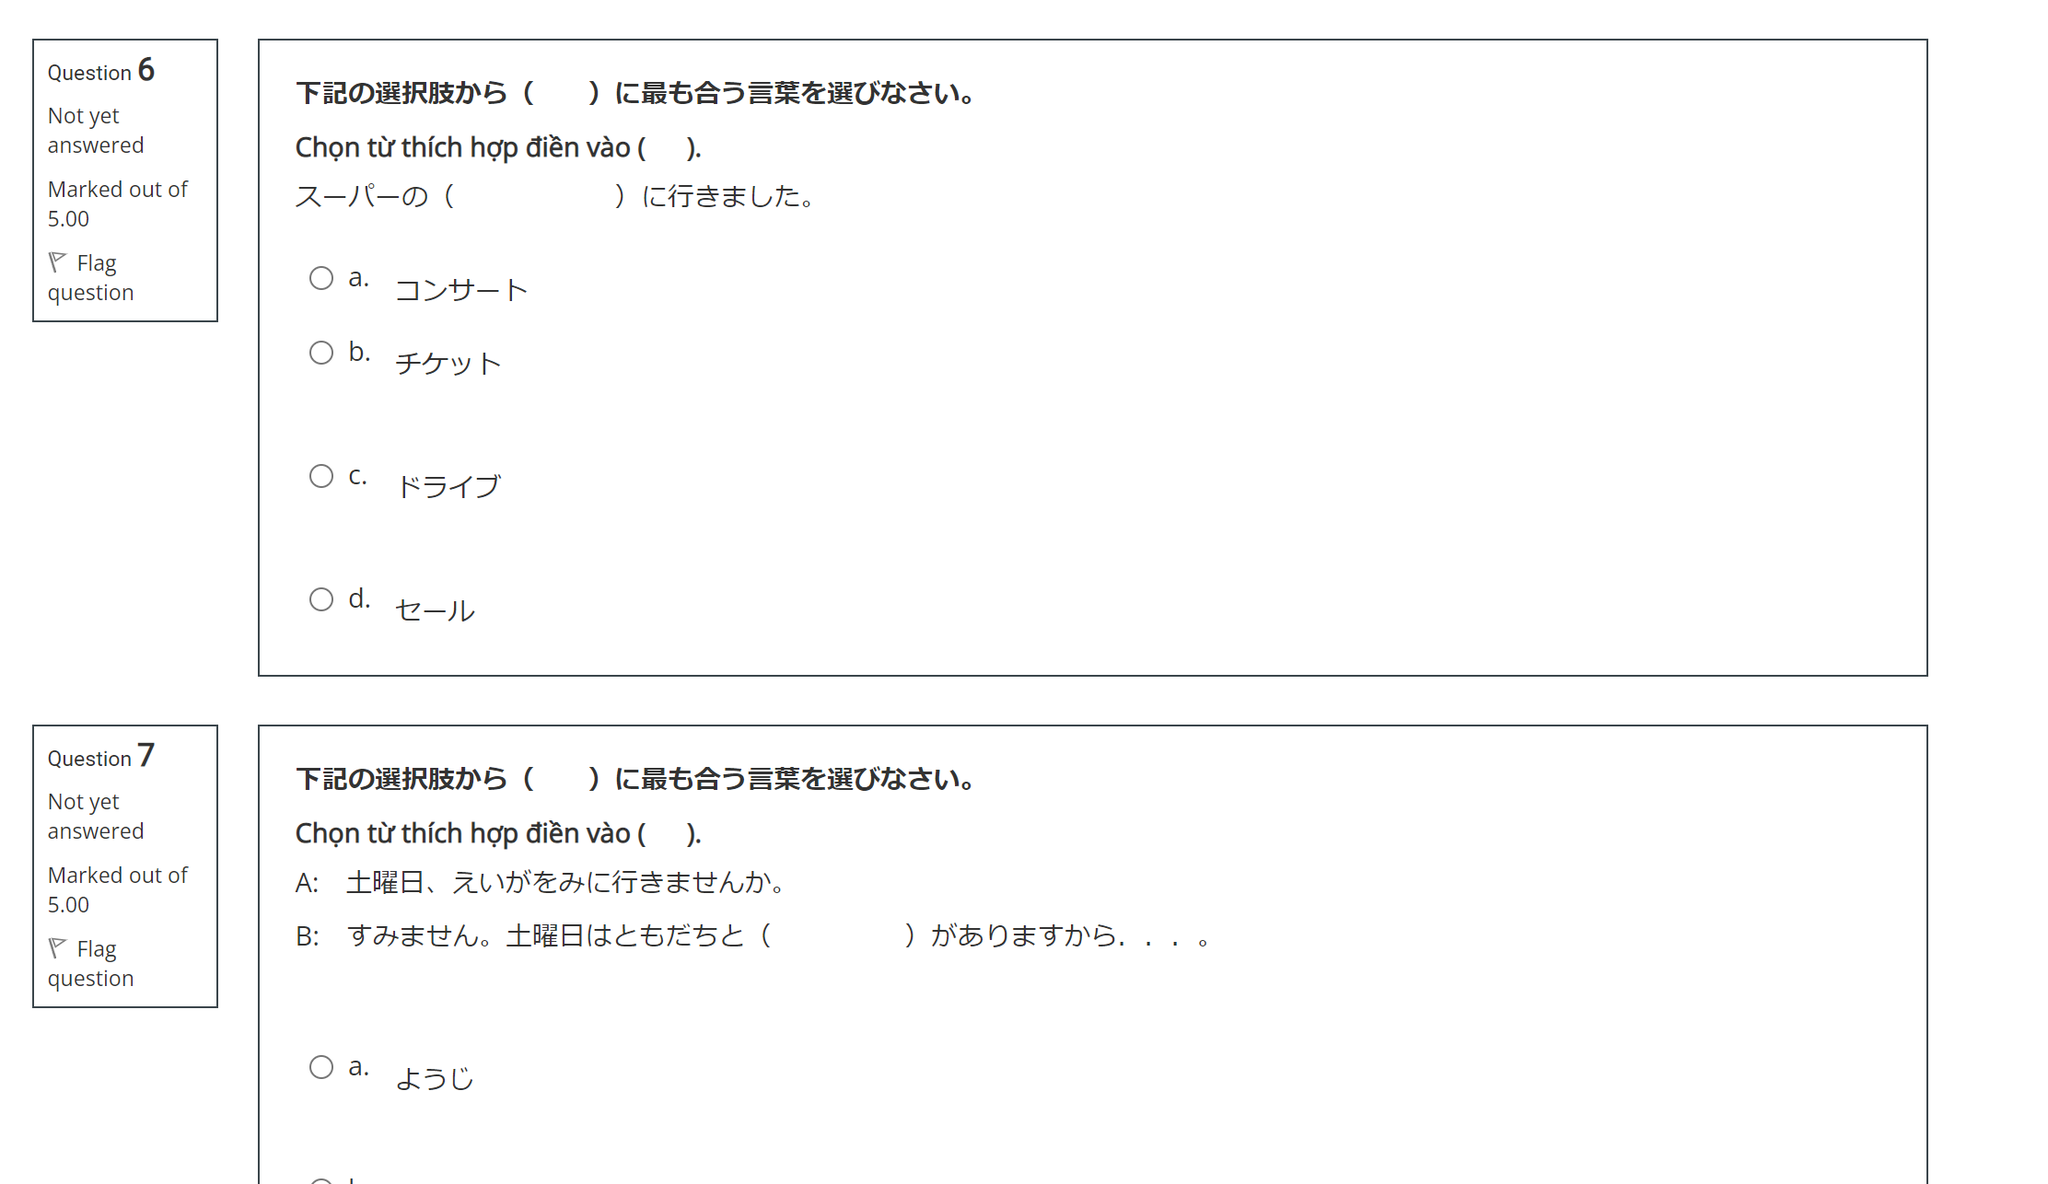 Question 6
Not yet
answered
Marked out of
5.00
Flag
question
下記の選択肢から（　　）に最も合う言葉を選びなさい。
Chọn từ thích hợp điền vào (     ).
スーパーの（　　　　　　）に行きました。
a. コンサート
b. チケット
c. ドライブ
d. セール
Question 7
Not yet
answered
Marked out of
5.00
Flag
question
下記の選択肢から（　　）に最も合う言葉を選びなさい。
Chọn từ thích hợp điền vào (     ).
A:　土曜日、えいがをみに行きませんか。
B:　すみません。土曜日はともだちと（　　　　　）がありますから．．．。
a. ようじ